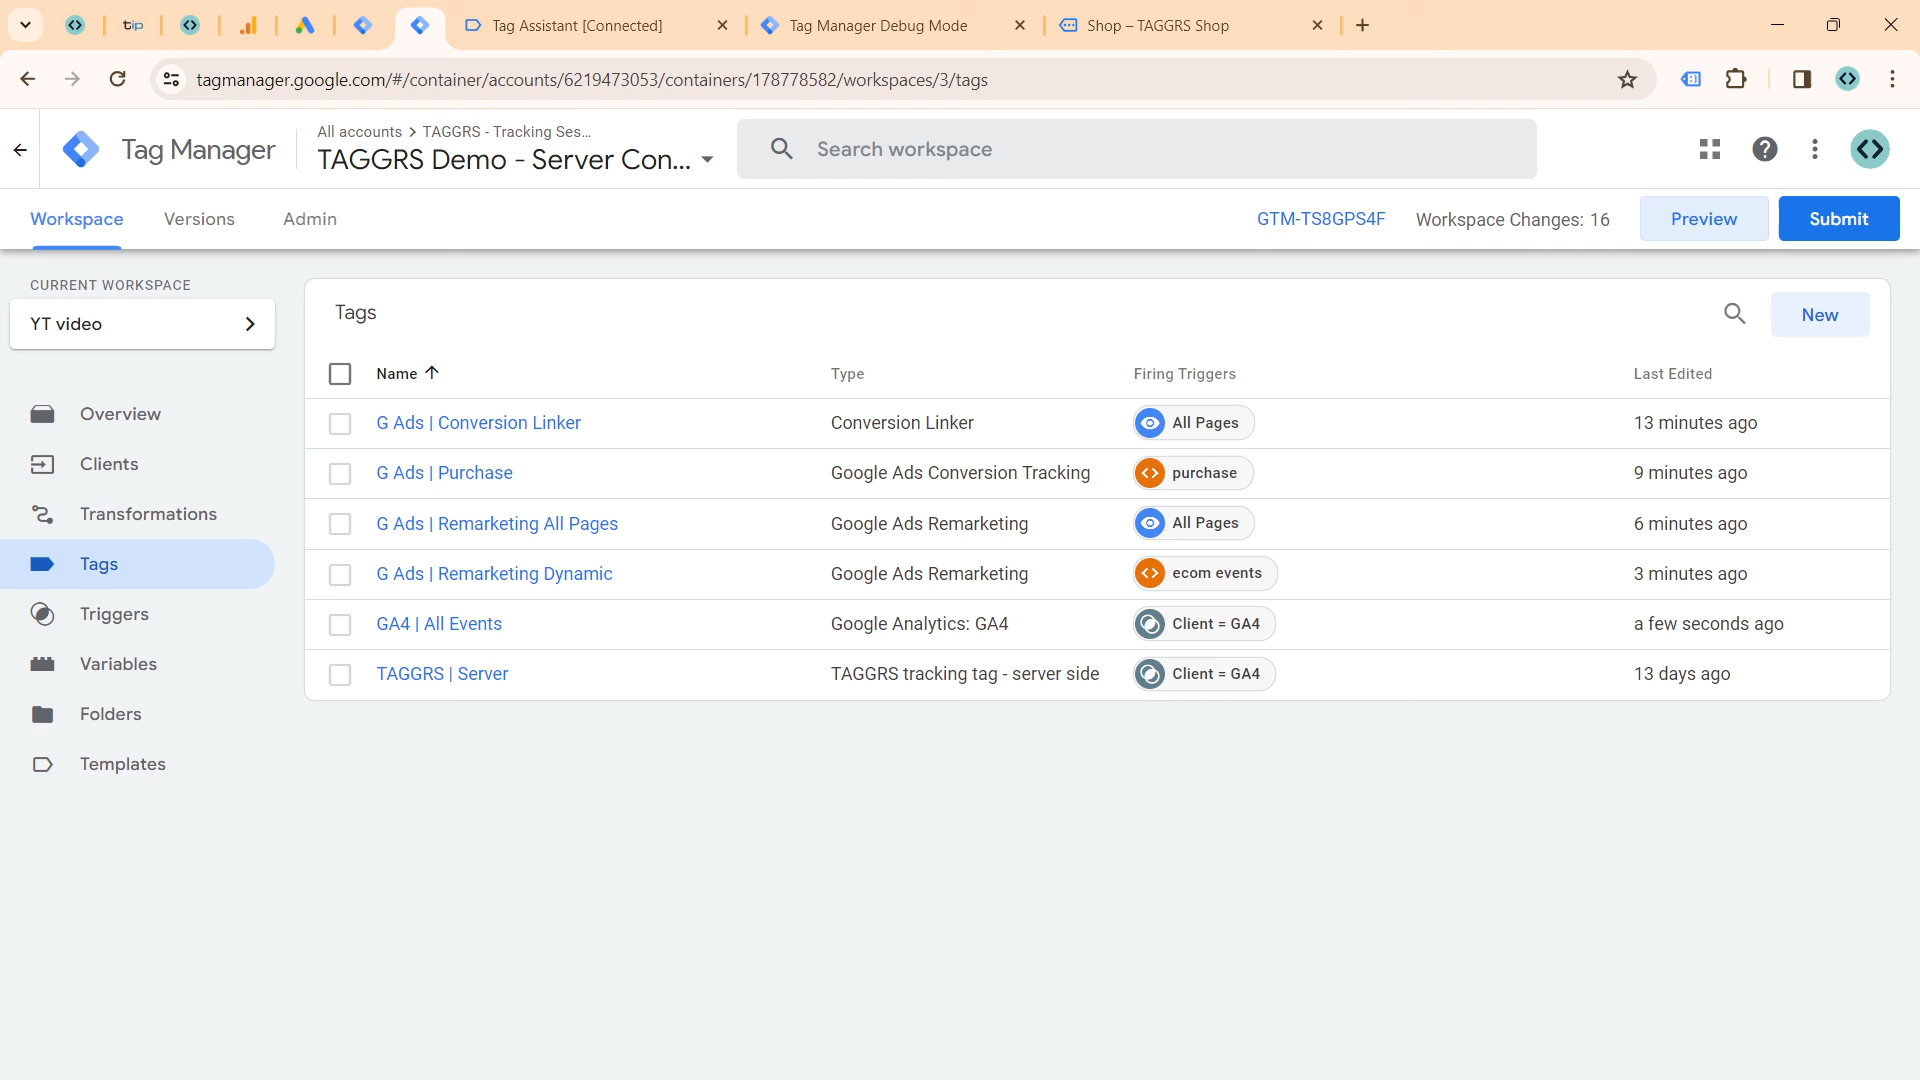 tip
Tag Assistant [Connected]
Tag Manager Debug Mode
Shop – TAGGRS Shop
tagmanager.google.com/#/container/accounts/6219473053/containers/178778582/workspaces/3/tags
Tag Manager
All accounts > TAGGRS - Tracking Ses...
TAGGRS Demo - Server Con...
Search workspace
Workspace
Versions
Admin
GTM-TS8GPS4F
Workspace Changes: 16
Preview
Submit
CURRENT WORKSPACE
YT video
Overview
Clients
Transformations
Tags
Triggers
Variables
Folders
Templates
Tags
New
Name Type Firing Triggers Last Edited
G Ads | Conversion Linker Conversion Linker All Pages 13 minutes ago
G Ads | Purchase Google Ads Conversion Tracking purchase 9 minutes ago
G Ads | Remarketing All Pages Google Ads Remarketing All Pages 6 minutes ago
G Ads | Remarketing Dynamic Google Ads Remarketing ecom events 3 minutes ago
GA4 | All Events Google Analytics: GA4 Client = GA4 a few seconds ago
TAGGRS | Server TAGGRS tracking tag - server side Client = GA4 13 days ago